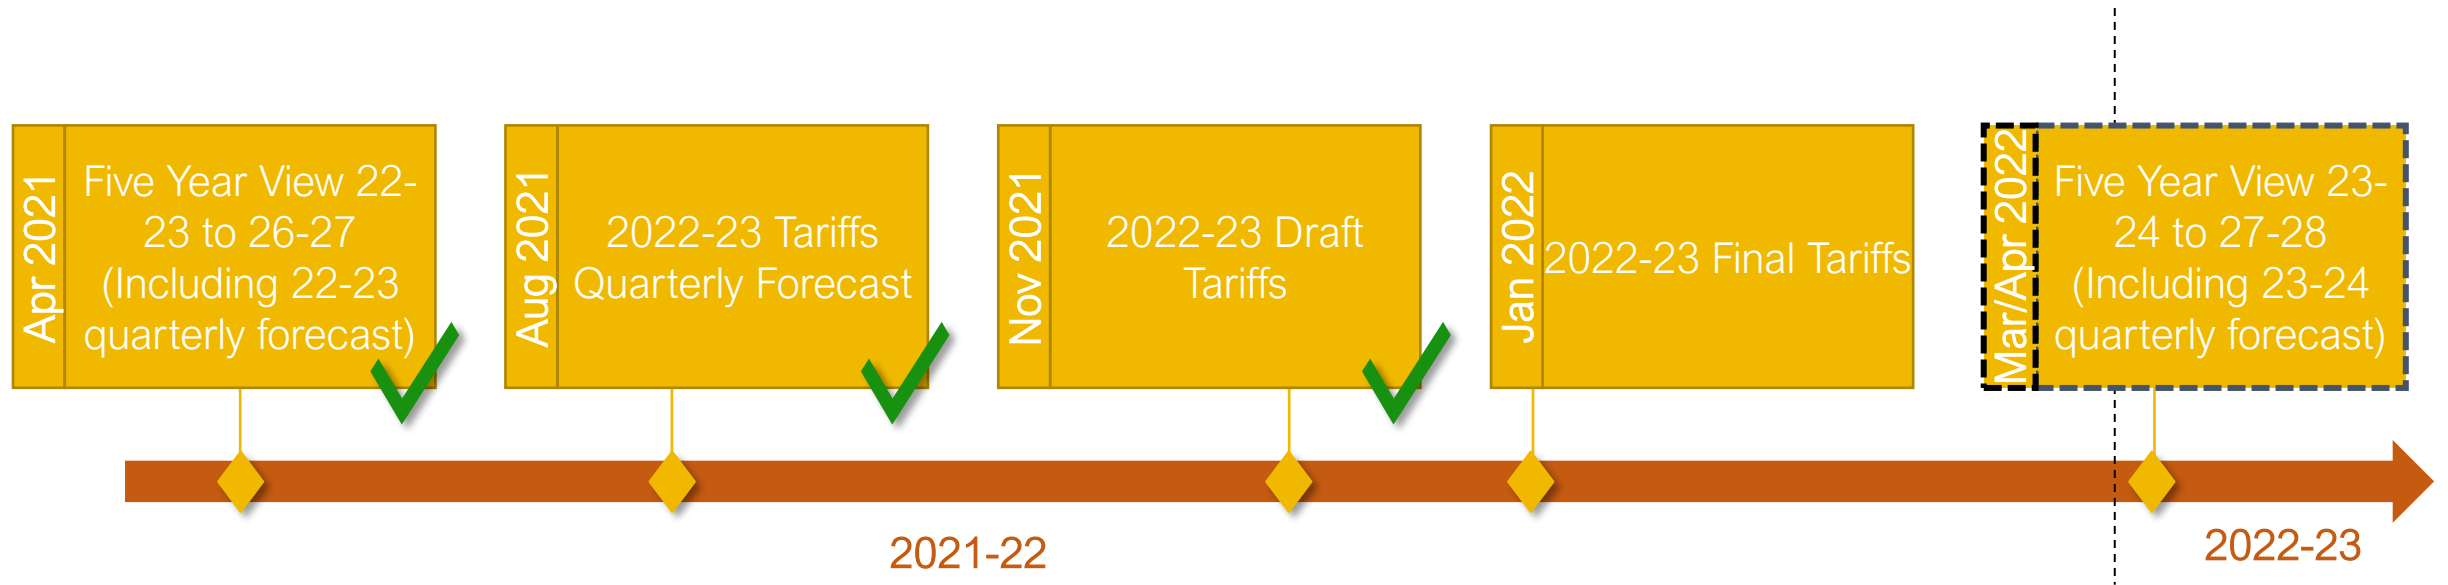 Apr 2021
Five Year View 22-
23 to 26-27
(Including 22-23
quarterly forecast)
Aug 2021
2022-23 Tariffs
Quarterly Forecast
Nov 2021
2022-23 Draft
Tariffs
Jan 2022
2022-23 Final Tariffs
Mar/Apr 2022
Five Year View 23-
24 to 27-28
(Including 23-24
quarterly forecast)
2021-22
2022-23